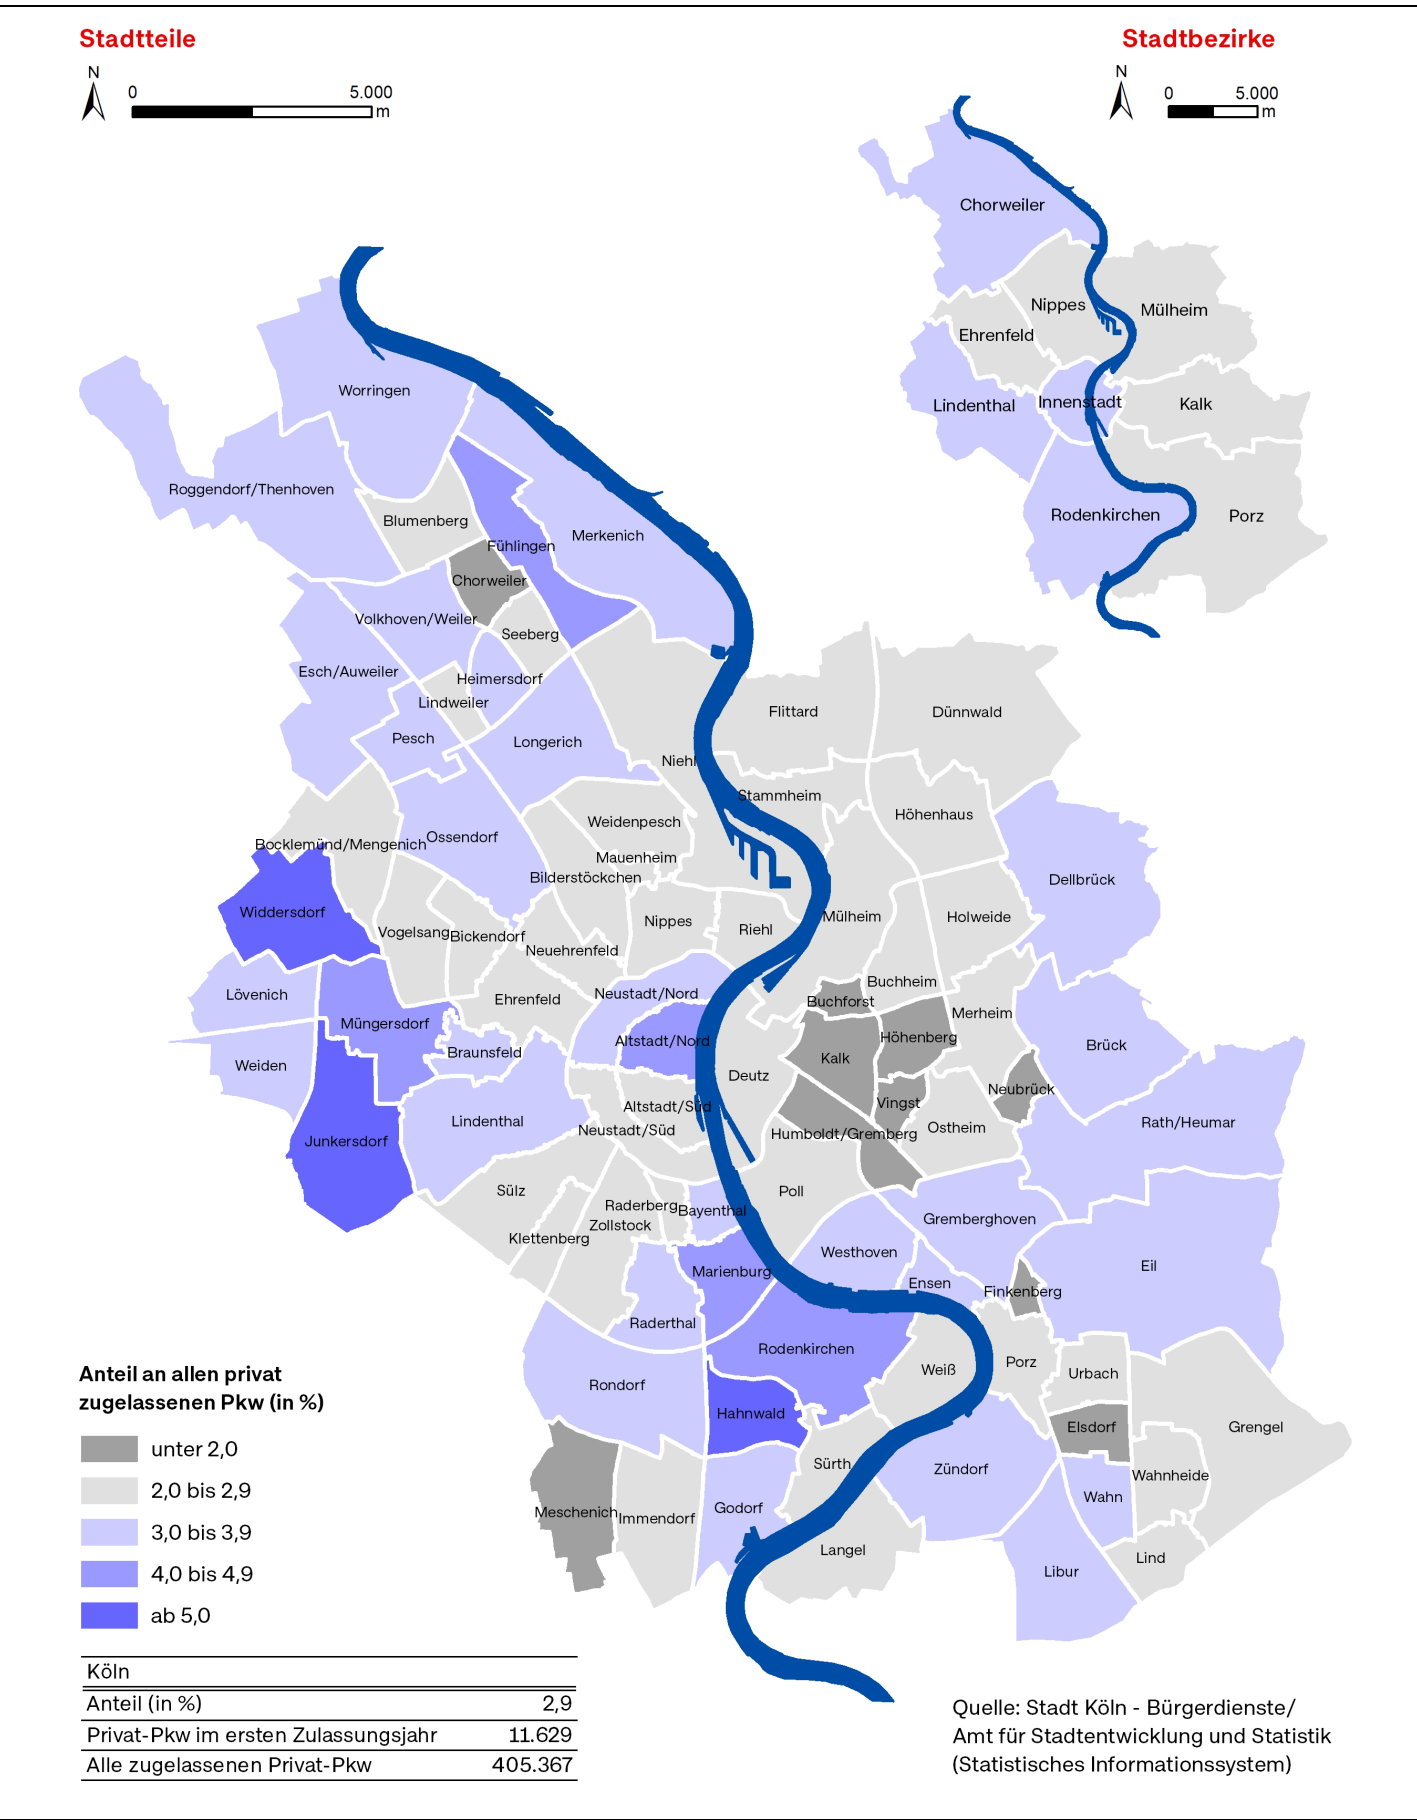 Stadtteile
N
0 5.000
m
Stadtbezirke
N
0 5.000
m
Chorweiler
Nippes
Mülheim
Ehrenfeld
Lindenthal
Innenstadt
Kalk
Rodenkirchen
Porz
Worringen
Roggendorf/Thenhoven
Blumenberg
Fühlingen
Merkenich
Chorweiler
Volkhoven/Weiler
Seeberg
Esch/Auweiler
Heimersdorf
Lindweiler
Pesch
Longerich
Niehl
Flittard
Dünnwald
Stammheim
Höhenhaus
Weidenpesch
Bocklemünd/Mengenich
Ossendorf
Mauenheim
Bilderstöckchen
Dellbrück
Widdersdorf
Vogelsang
Bickendorf
Neuehrenfeld
Nippes
Riehl
Mülheim
Holweide
Lövenich
Ehrenfeld
Neustadt/Nord
Buchforst
Buchheim
Merheim
Müngersdorf
Braunsfeld
Altstadt/Nord
Kalk
Höhenberg
Brück
Weiden
Deutz
Neubrück
Vingst
Lindenthal
Altstadt/Süd
Neustadt/Süd
Humboldt/Gremberg
Ostheim
Rath/Heumar
Junkersdorf
Sülz
Raderberg
Bayenthal
Poll
Zollstock
Klettenberg
Gremberghoven
Westhoven
Eil
Marienburg
Ensen
Finkenberg
Raderthal
Rodenkirchen
Weiß
Porz
Urbach
Rondorf
Hahnwald
Elsdorf
Grengel
Sürth
Zündorf
Wahnheide
Wahn
Meschenich
Immendorf
Godorf
Langel
Lind
Libur
Anteil an allen privat
zugelassenen Pkw (in %)
unter 2,0
2,0 bis 2,9
3,0 bis 3,9
4,0 bis 4,9
ab 5,0
Köln
Anteil (in %) 2,9
Privat-Pkw im ersten Zulassungsjahr 11.629
Alle zugelassenen Privat-Pkw 405.367
Quelle: Stadt Köln - Bürgerdienste/
Amt für Stadtentwicklung und Statistik
(Statistisches Informationssystem)